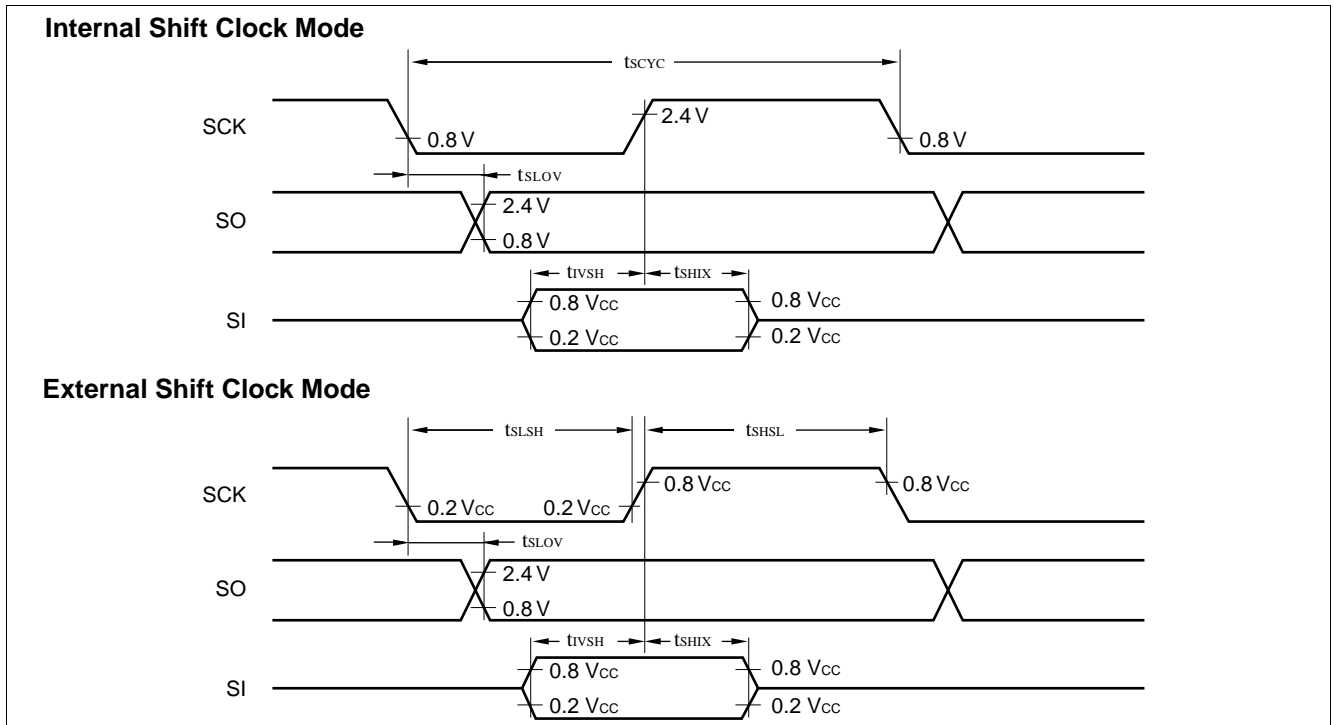 Internal Shift Clock Mode
tSCYC
SCK
0.8 V
2.4 V
0.8 V
tSLOV
SO
2.4 V
0.8 V
tIVSH
tSHIX
SI
0.8 VCC
0.8 VCC
0.2 VCC
0.2 VCC
External Shift Clock Mode
tSLSH
tSHSL
SCK
0.2 VCC
0.2 VCC
0.8 VCC
0.8 VCC
tSLOV
SO
2.4 V
0.8 V
tIVSH
tSHIX
SI
0.8 VCC
0.8 VCC
0.2 VCC
0.2 VCC